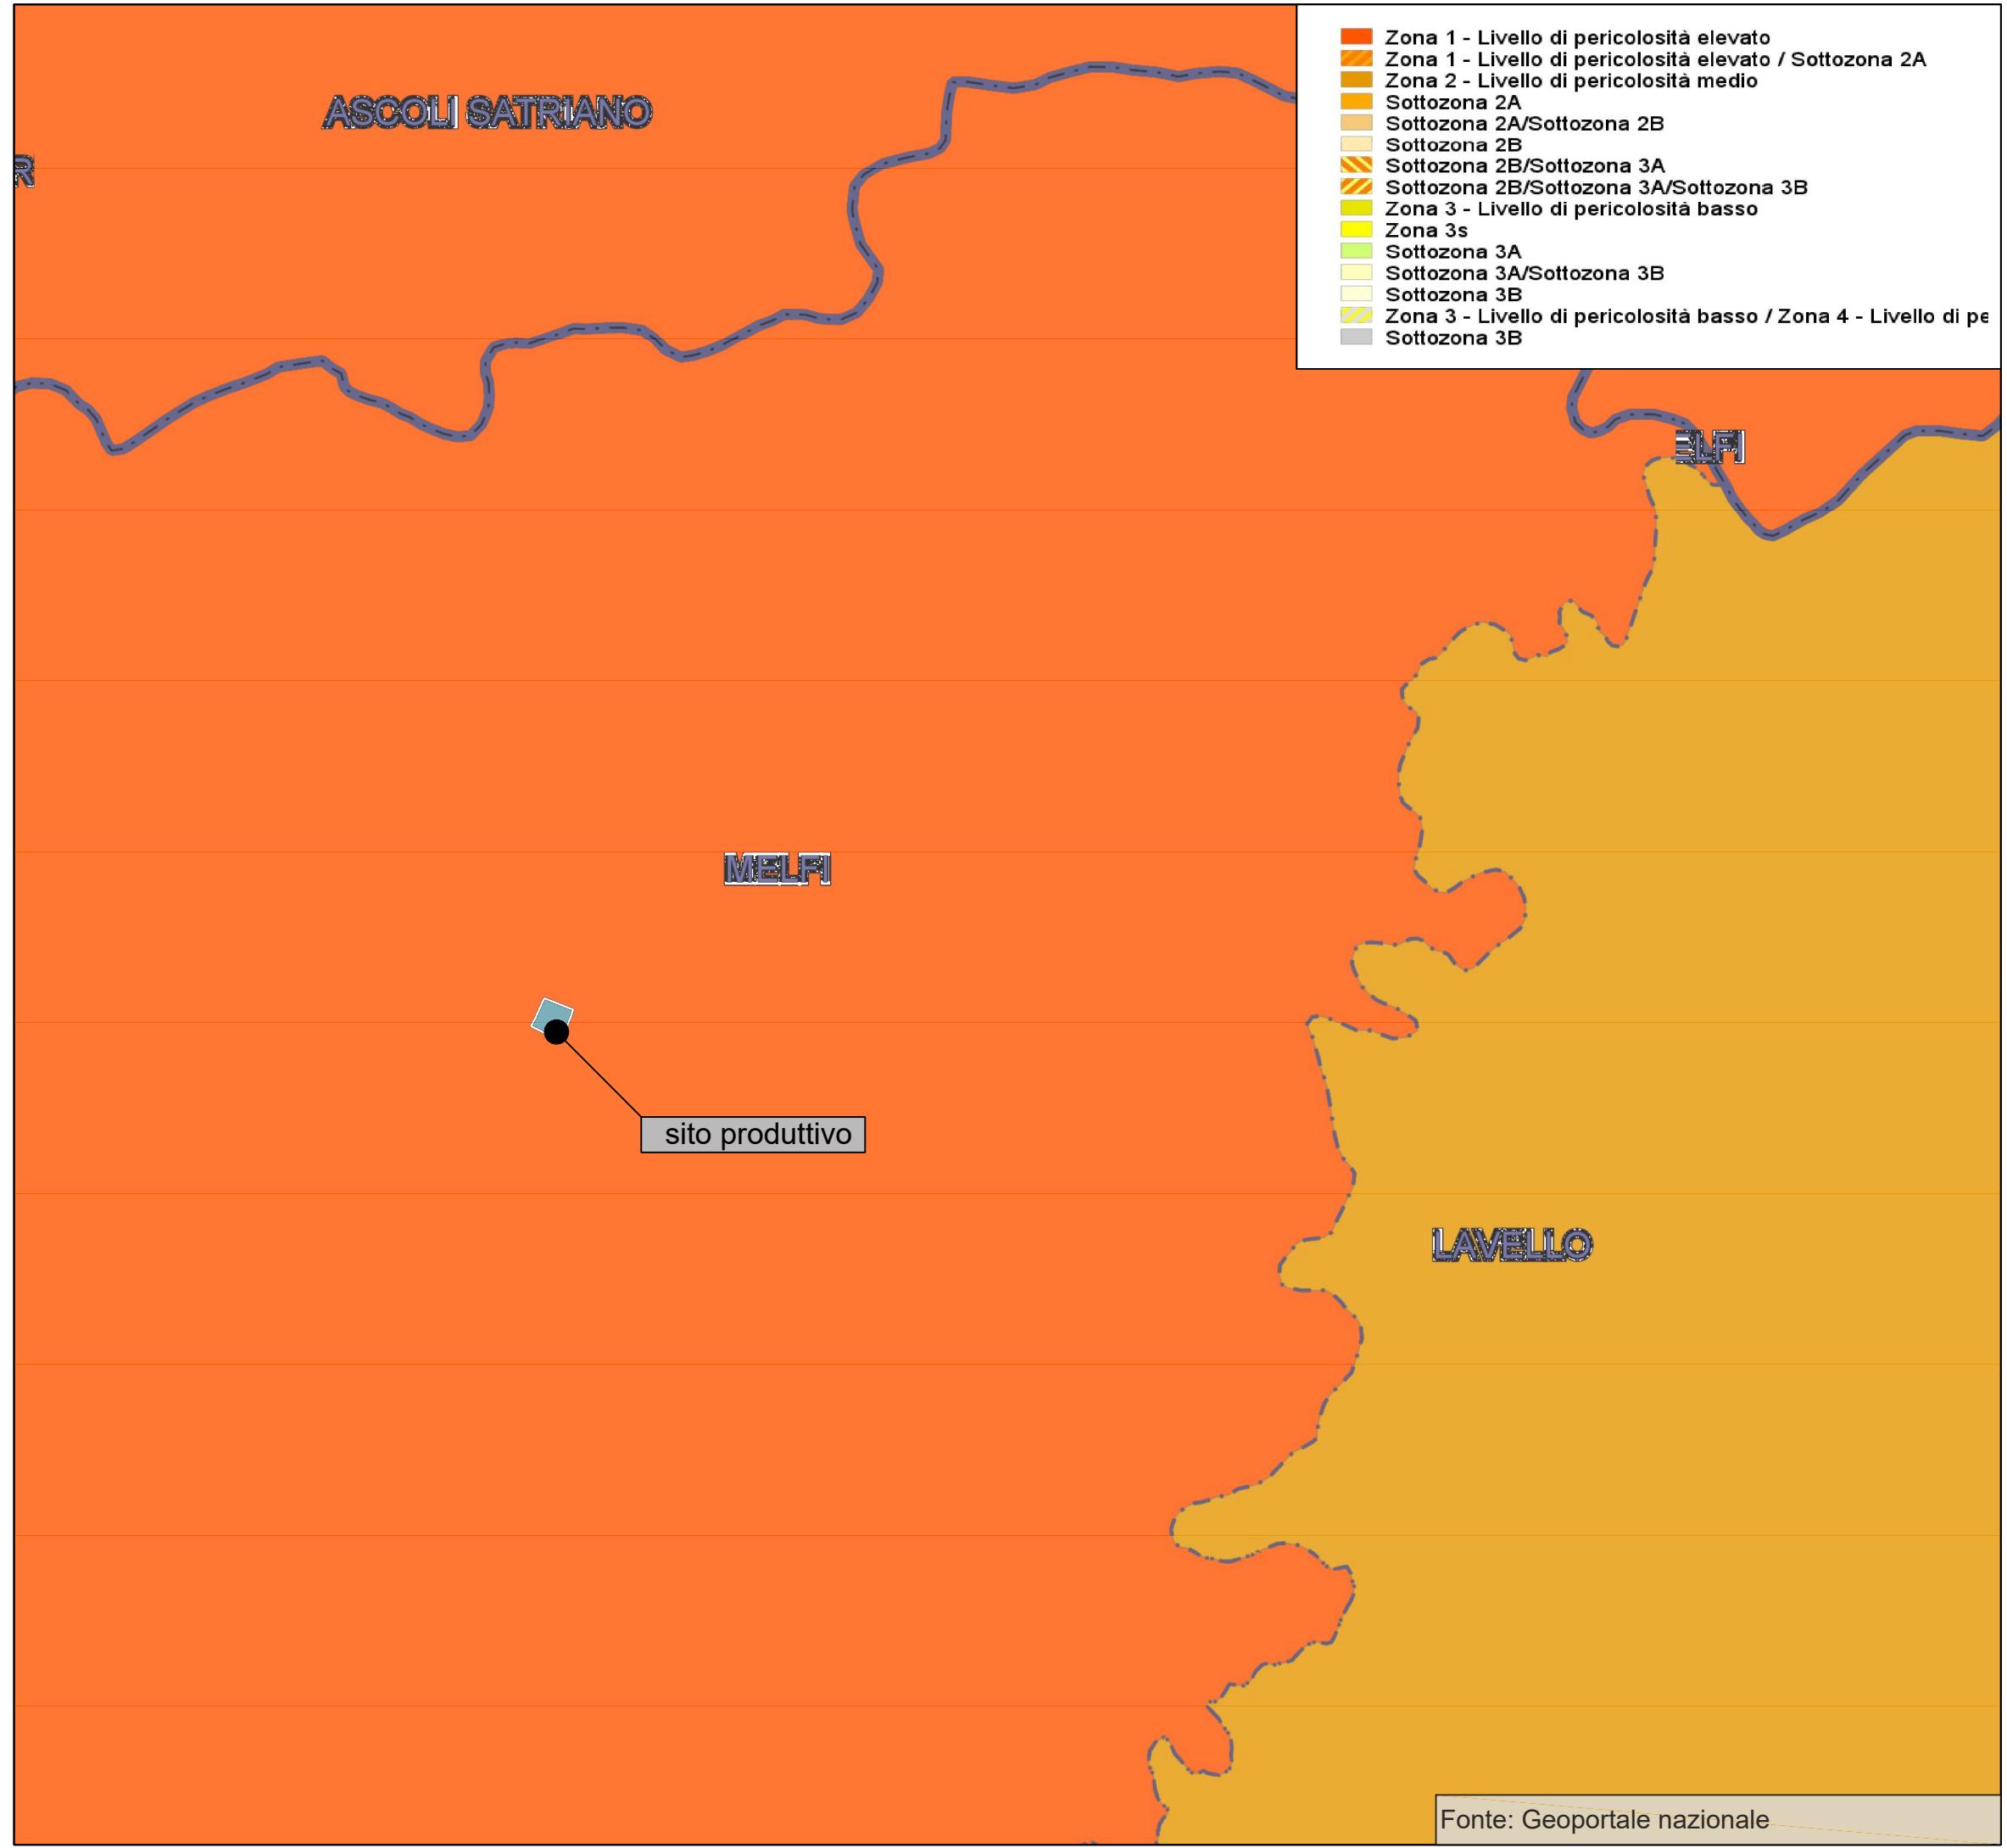 Zona 1 - Livello di pericolosità elevato
Zona 1 - Livello di pericolosità elevato / Sottozona 2A
Zona 2 - Livello di pericolosità medio
Sottozona 2A
Sottozona 2A/Sottozona 2B
Sottozona 2B
Sottozona 2B/Sottozona 3A
Sottozona 2B/Sottozona 3A/Sottozona 3B
Zona 3 - Livello di pericolosità basso
Zona 3s
Sottozona 3A
Sottozona 3A/Sottozona 3B
Sottozona 3B
Zona 3 - Livello di pericolosità basso / Zona 4 - Livello di pe
Sottozona 3B
ASCOLI SATRIANO
R
ELFI
MELFI
sito produttivo
LAVELLO
Fonte: Geoportale nazionale